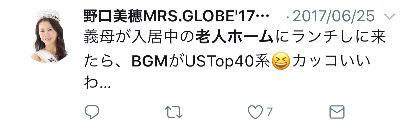 野口美穂MRS.GLOBE'17… ・2017/06/25
義母が入居中の老人ホームにランチしに来
たら、BGMがUSTop40系😆カッコいい
わ…
7